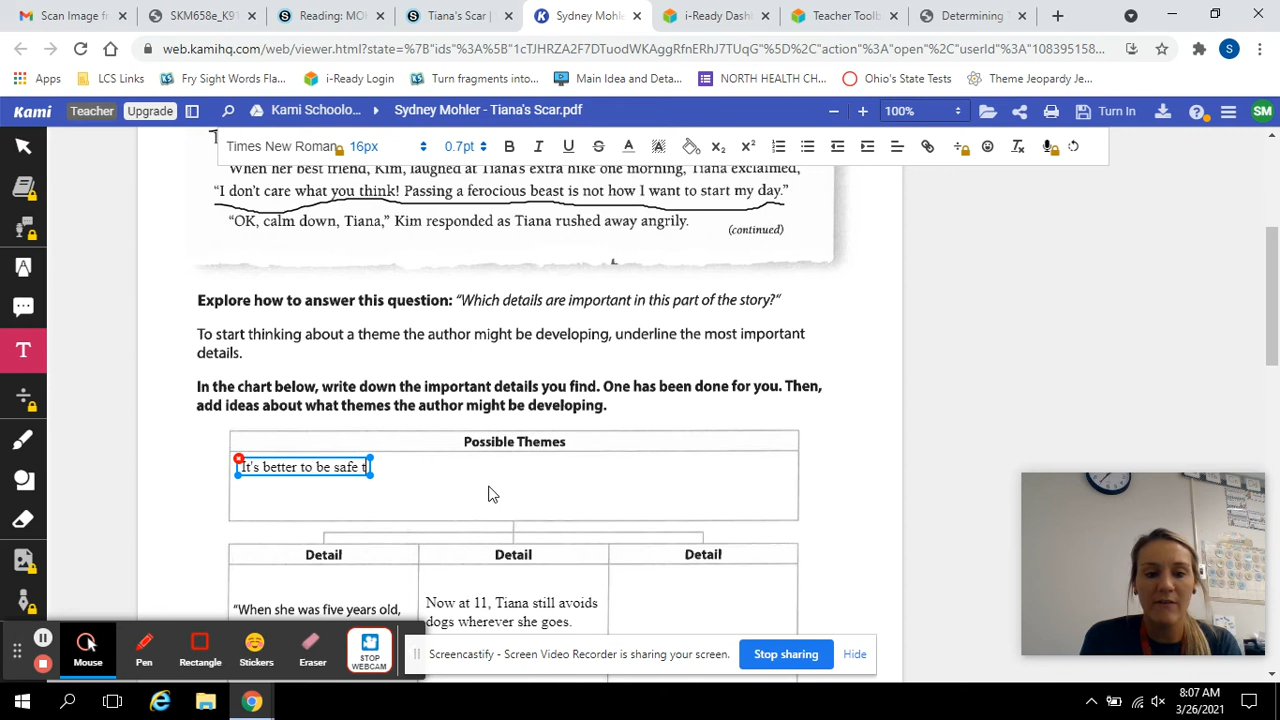 Scan Image from
SKM658e_K91
Reading: MO
Tiana's Scar |
Sydney Mohler
i-Ready Dash
Teacher Toolb
Determining T
web.kamihq.com/web/viewer.html?state=%7B"ids"%3A%5B"1cTJHRZA2F7DTuodWKAggRfnERhJ7TUqG"%5D%2C"action"%3A"open"%2C"userId"%3A"1083951 58...
S
Apps
LCS Links
Fry Sight Words Fla...
i-Ready Login
Turn fragments into...
Main Idea and Deta...
NORTH HEALTH CH...
Ohio's State Tests
Theme Jeopardy Je...
Kami
Teacher
Upgrade
Kami Schoolo...
Sydney Mohler - Tiana's Scar.pdf
100%
Turn In
SM
Times New Roman
16px
0.7pt
When her best friend, Kim, laughed at Tiana's extra hike one morning, Tiana exclaimed,
"I don't care what you think! Passing a ferocious beast is not how I want to start my day."
"OK, calm down, Tiana," Kim responded as Tiana rushed away angrily.
(continued)
Explore how to answer this question: "Which details are important in this part of the story?"
To start thinking about a theme the author might be developing, underline the most important
details.
In the chart below, write down the important details you find. One has been done for you. Then,
add ideas about what themes the author might be developing.
Possible Themes
It's better to be safe t
Detail
Detail
Detail
"When she was five years old,
Now at 11, Tiana still avoids
dogs wherever she goes.
Mouse
Pen
Rectangle
Stickers
Eraser
STOP
WEBCAM
Screencastify - Screen Video Recorder is sharing your screen.
Stop sharing
Hide
8:07 AM
3/26/2021